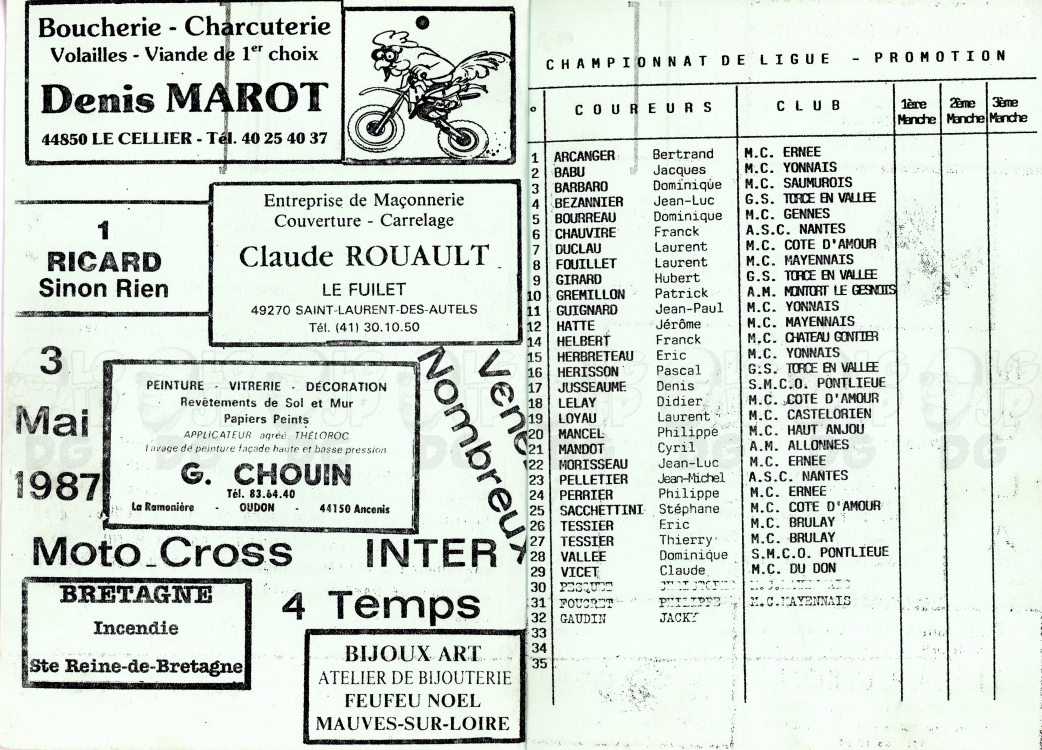 Boucherie - Charcuterie
Volailles - Viande de 1er choix
Denis MAROT
44850 LE CELLIER - Tél. 40 25 40 37
1
RICARD
Sinon Rien
Entreprise de Maçonnerie
Couverture - Carrelage
Claude ROUAULT
LE FUILET
49270 SAINT-LAURENT-DES-AUTELS
Tél. (41) 30.10.50
3
Mai
1987
PEINTURE - VITRERIE - DÉCORATION
Revêtements de Sol et Mur
Papiers Peints
APPLICATEUR agréé THÉLOROC
Lavage de peinture façade haute et basse pression
G. CHOUIN
Tél. 83.64.40
La Ramonière - OUDON - 44150 Ancenis
Venez
Nombreux
Moto Cross INTER
4 Temps
BRETAGNE
Incendie
Ste Reine-de-Bretagne
BIJOUX ART
ATELIER DE BIJOUTERIE
FEUFEU NOEL
MAUVES-SUR-LOIRE
CHAMPIONNAT DE LIGUE - PROMOTION
° COUREURS CLUB 1ère Manche 2ème Manche 3ème Manche
1 ARCANGER Bertrand M.C. ERNEE
2 BABU Jacques M.C. YONNAIS
3 BARBARO Dominique M.C. SAUMUROIS
4 BEZANNIER Jean-Luc G.S. TORCE EN VALLEE
5 BOURREAU Dominique M.C. GENNES
6 CHAUVIRE Franck A.S.C. NANTES
7 DUCLAU Laurent M.C. COTE D'AMOUR
8 FOUILLET Laurent M.C. MAYENNAIS
9 GIRARD Hubert G.S. TORCE EN VALLEE
10 GREMILLON Patrick A.M. MONTORT LE GESNOIS
11 GUIGNARD Jean-Paul M.C. YONNAIS
12 HATTE Jérôme M.C. MAYENNAIS
14 HELBERT Franck M.C. CHATEAU GONTIER
15 HERBRETEAU Eric M.C. YONNAIS
16 HERISSON Pascal G.S. TORCE EN VALLEE
17 JUSSEAUME Denis S.M.C.O. PONTLIEUE
18 LELAY Didier M.C. COTE D'AMOUR
19 LOYAU Laurent M.C. CASTELORIEN
20 MANCEL Philippe M.C. HAUT ANJOU
21 MANDOT Cyril A.M. ALLONNES
22 MORISSEAU Jean-Luc M.C. ERNEE
23 PELLETIER Jean-Michel A.S.C. NANTES
24 PERRIER Philippe M.C. ERNEE
25 SACCHETTINI Stéphane M.C. COTE D'AMOUR
26 TESSIER Eric M.C. BRULAY
27 TESSIER Thierry M.C. BRULAY
28 VALLEE Dominique S.M.C.O. PONTLIEUE
29 VICET Claude M.C. DU DON
30
31 FOUCRET PHILIPPE M.C. MAYENNAIS
32 GAUDIN JACKY
33
34
35